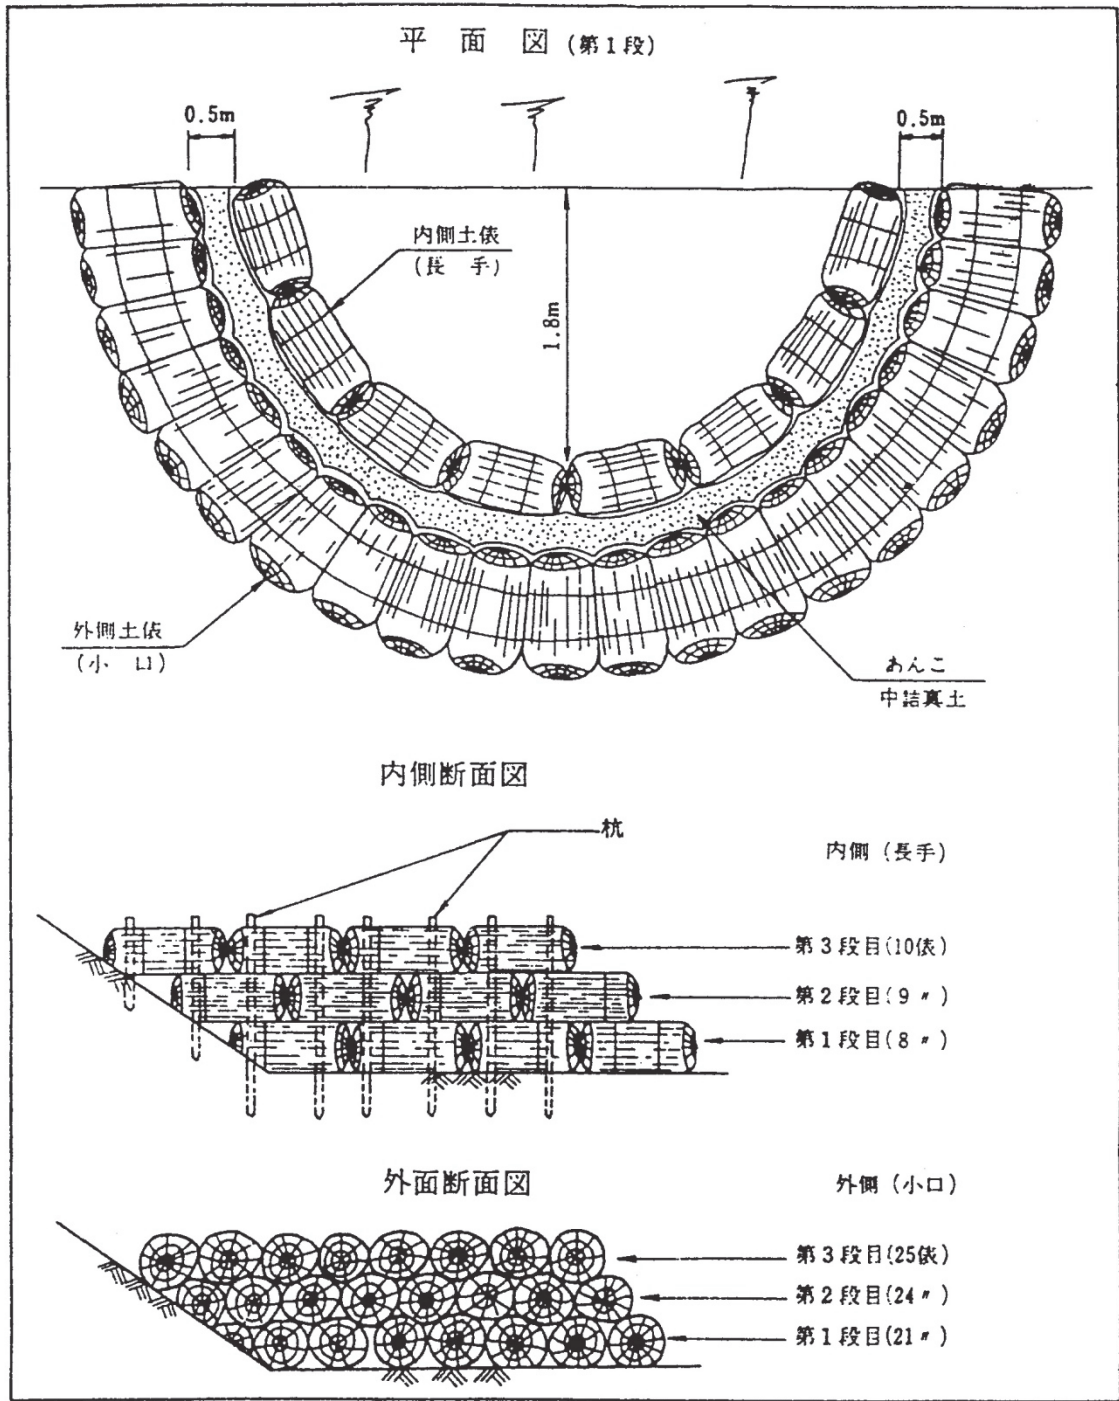 平面図(第1段)
0.5m
0.5m
内側土俵
(長手)
1.8m
外側土俵
(小口)
あんこ
中詰真土
内側断面図
杭
内側(長手)
第3段目(10俵)
第2段目(9〃)
第1段目(8〃)
外面断面図
外側(小口)
第3段目(25俵)
第2段目(24〃)
第1段目(21〃)